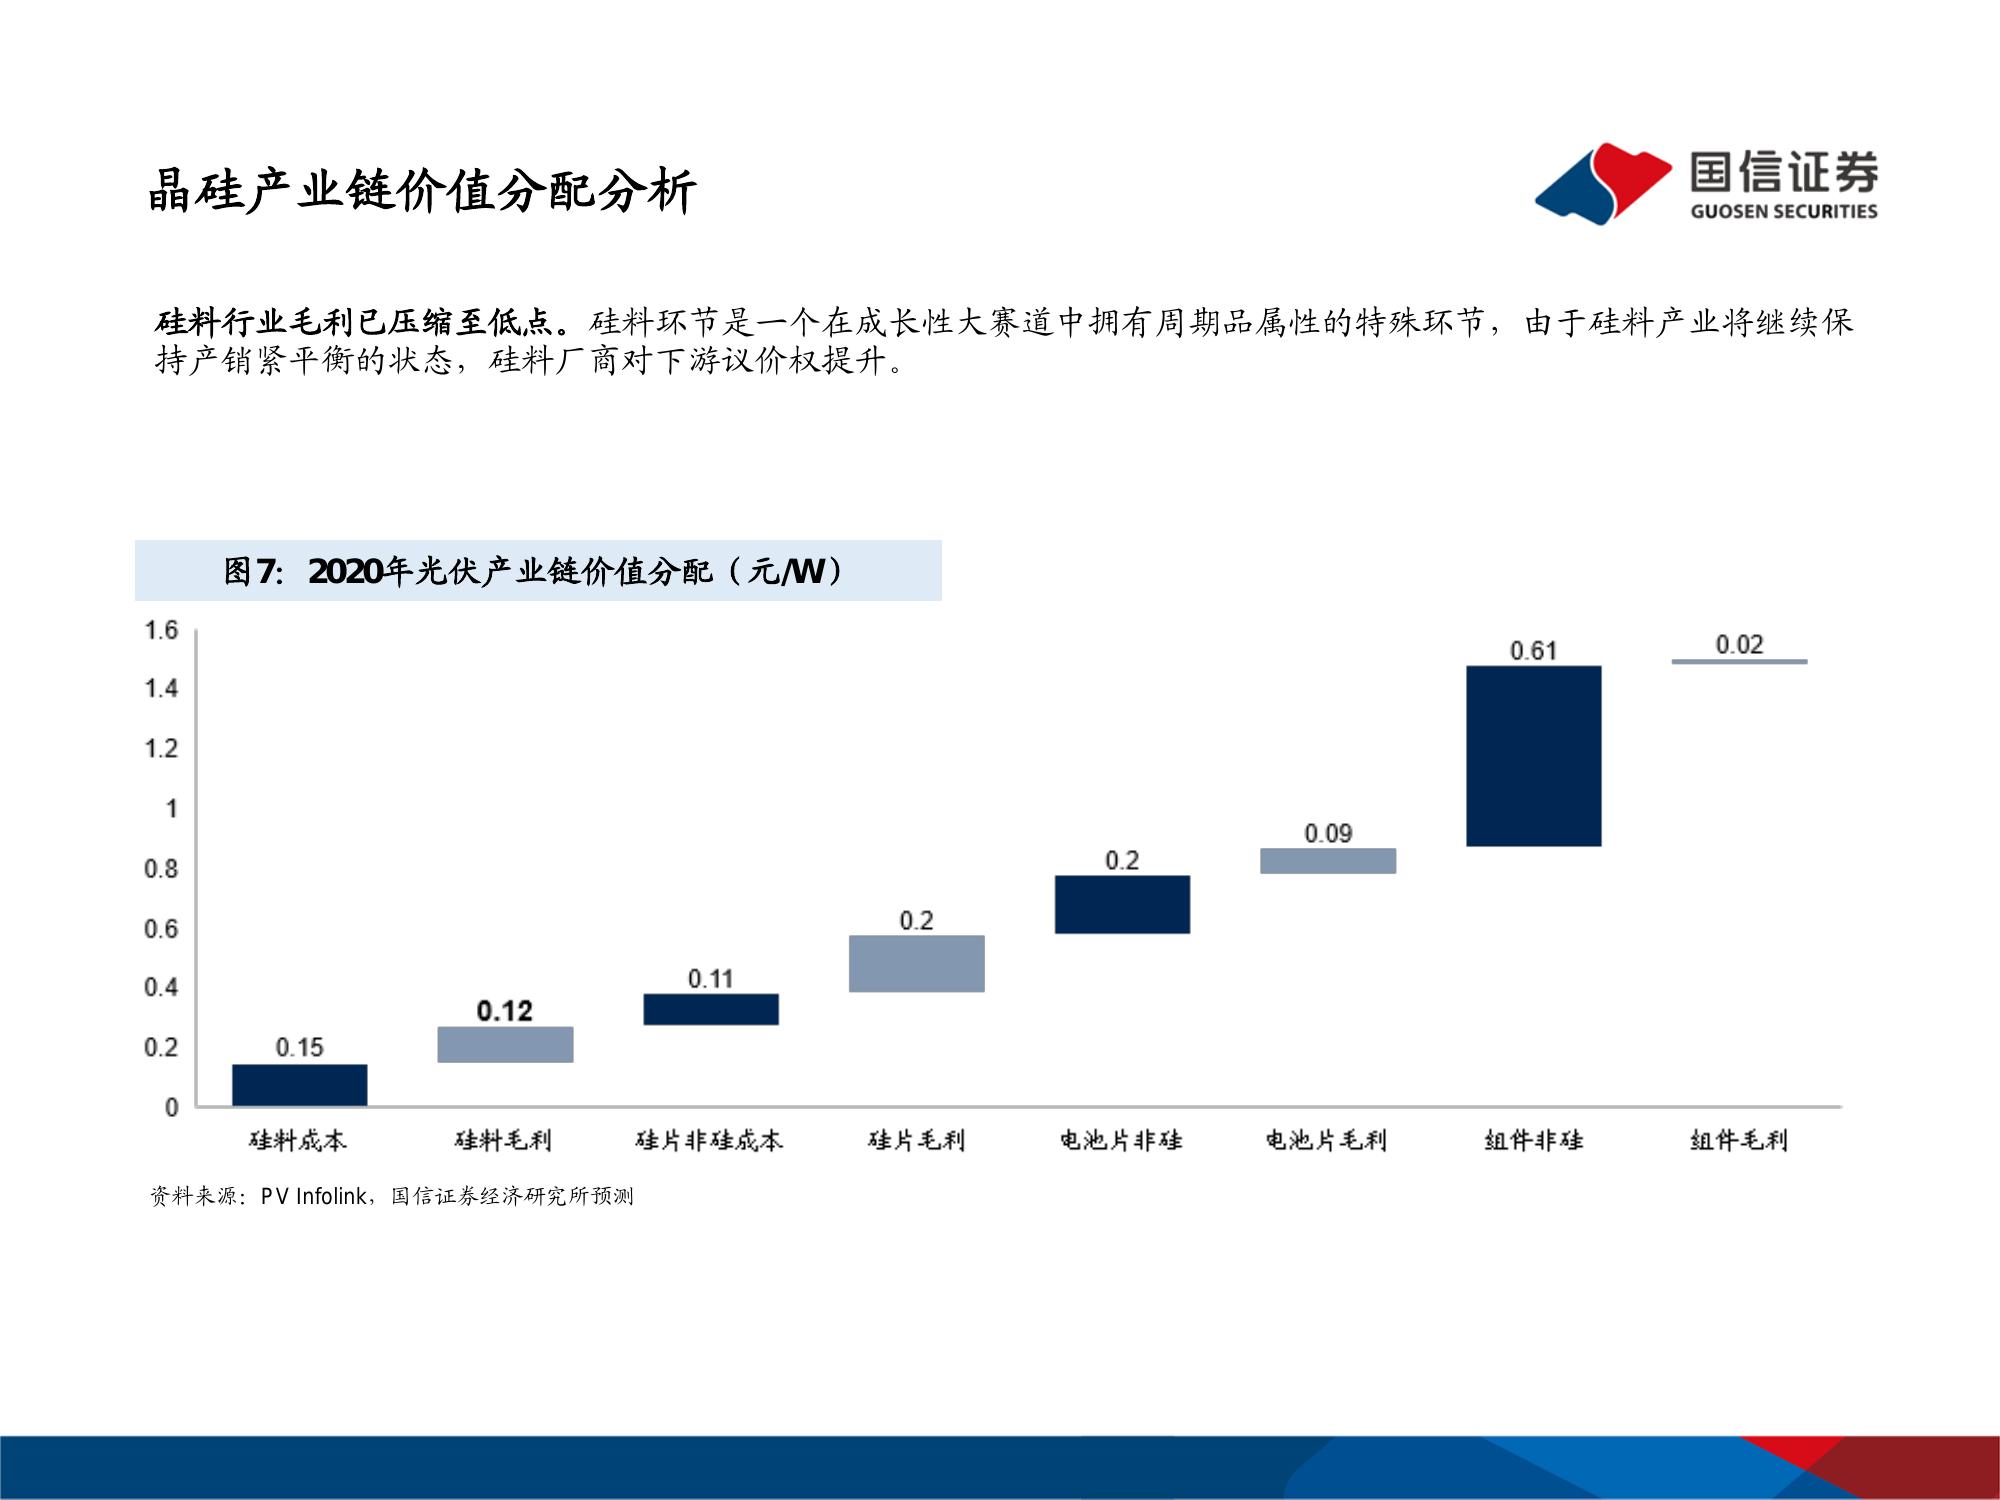 晶硅产业链价值分配分析
国信证券
GUOSEN SECURITIES
硅料行业毛利已压缩至低点。硅料环节是一个在成长性大赛道中拥有周期品属性的特殊环节，由于硅料产业将继续保
持产销紧平衡的状态，硅料厂商对下游议价权提升。
图7：2020年光伏产业链价值分配（元/W）
1.6
1.4
1.2
1
0.8
0.6
0.4
0.2
0
0.15
0.12
0.11
0.2
0.2
0.09
0.61
0.02
硅料成本 硅料毛利 硅片非硅成本 硅片毛利 电池片非硅 电池片毛利 组件非硅 组件毛利
资料来源：PV Infolink，国信证券经济研究所预测